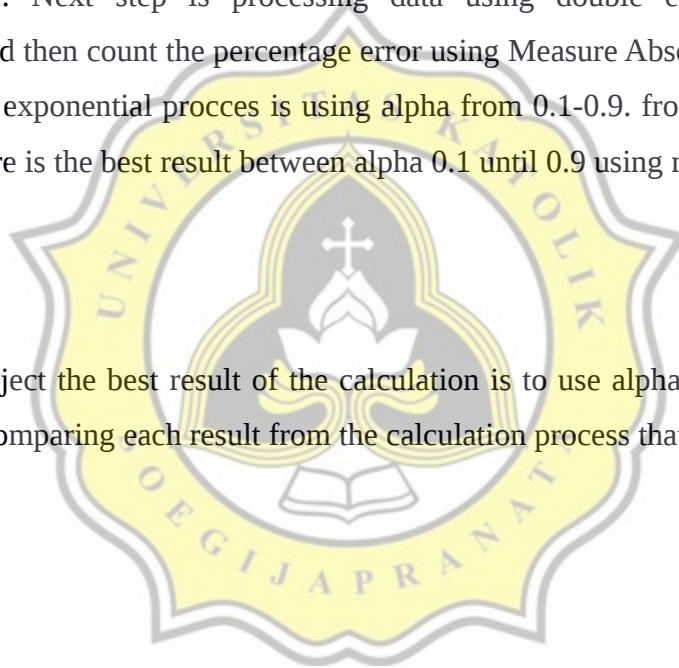 . Next step is processing data using double e
d then count the percentage error using Measure Abs
exponential procces is using alpha from 0.1-0.9. fro
re is the best result between alpha 0.1 until 0.9 using
ject the best result of the calculation is to use alpha
omparing each result from the calculation process tha
UNIVERSITAS KATOLIK
SOEGIJAPRANATA